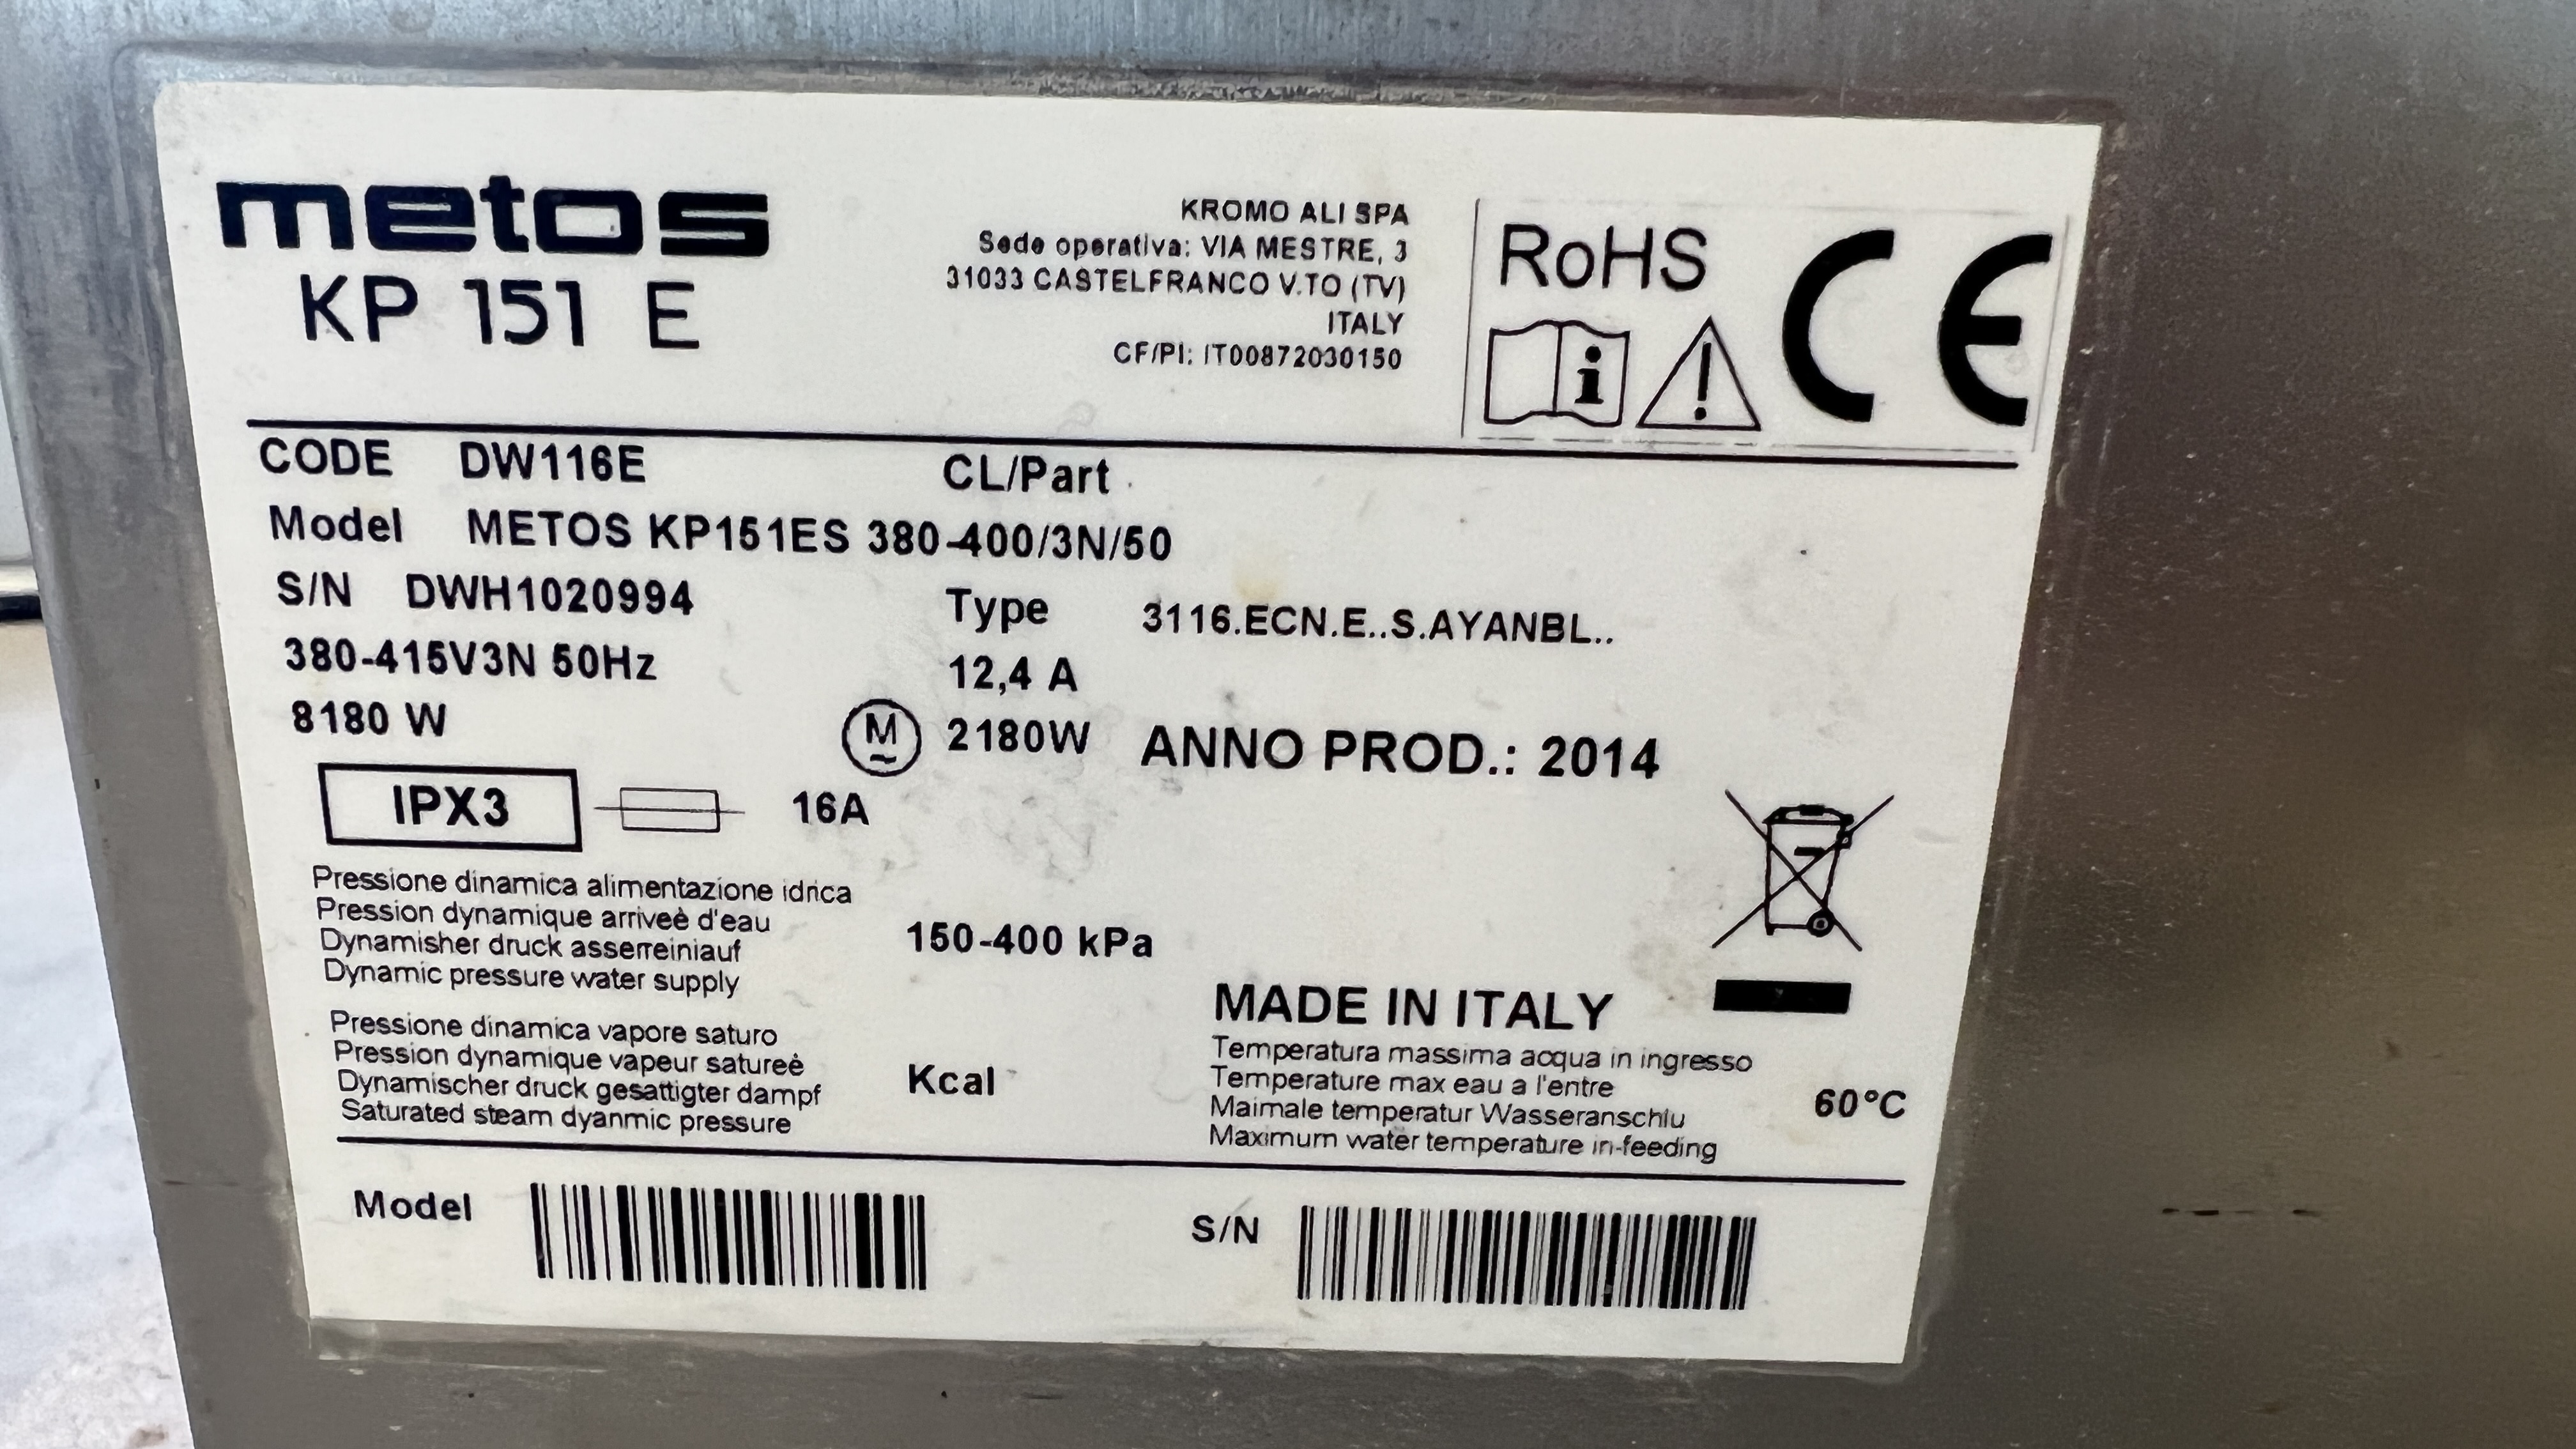 metos
KP 151 E
KROMO ALI SPA
Sede operativa: VIA MESTRE, 3
31033 CASTELFRANCO V.TO (TV)
ITALY
CF/PI: IT00872030150
RoHS
CE
CODE DW116E CL/Part
Model METOS KP151ES 380-400/3N/50
S/N DWH1020994 Type 3116.ECN.E..S.AYANBL..
380-415V3N 50Hz 12,4 A
8180 W M 2180W ANNO PROD.: 2014
IPX3 16A
Pressione dinamica alimentazione idrica
Pression dynamique arriveè d'eau
Dynamisher druck asserreiniauf
Dynamic pressure water supply
150-400 kPa
Pressione dinamica vapore saturo
Pression dynamique vapeur satureè
Dynamischer druck gesattigter dampf
Saturated steam dyanmic pressure
Kcal
MADE IN ITALY
Temperatura massima acqua in ingresso
Temperature max eau a l'entre
Maimale temperatur Wasseranschlu
Maximum water temperature in-feeding
60°C
Model
S/N